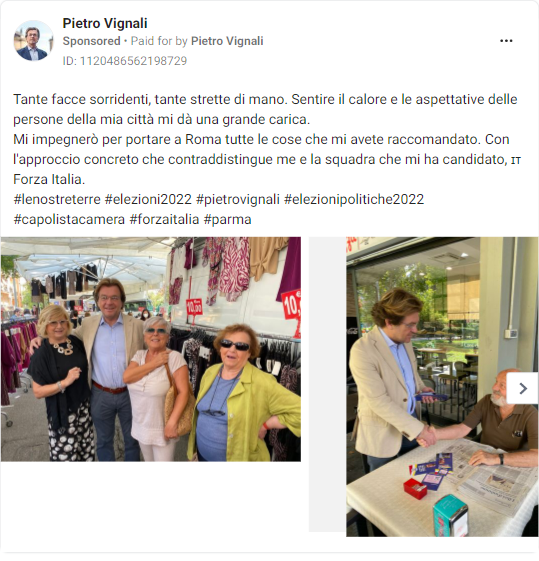 Pietro Vignali
Sponsored • Paid for by Pietro Vignali
ID: 1120486562198729
Tante facce sorridenti, tante strette di mano. Sentire il calore e le aspettative delle
persone della mia città mi dà una grande carica.
Mi impegnerò per portare a Roma tutte le cose che mi avete raccomandato. Con
l'approccio concreto che contraddistingue me e la squadra che mi ha candidato, IT
Forza Italia.
#lenostreterre #elezioni2022 #pietrovignali #elezionipolitiche2022
#capolistacamera #forzaitalia #parma